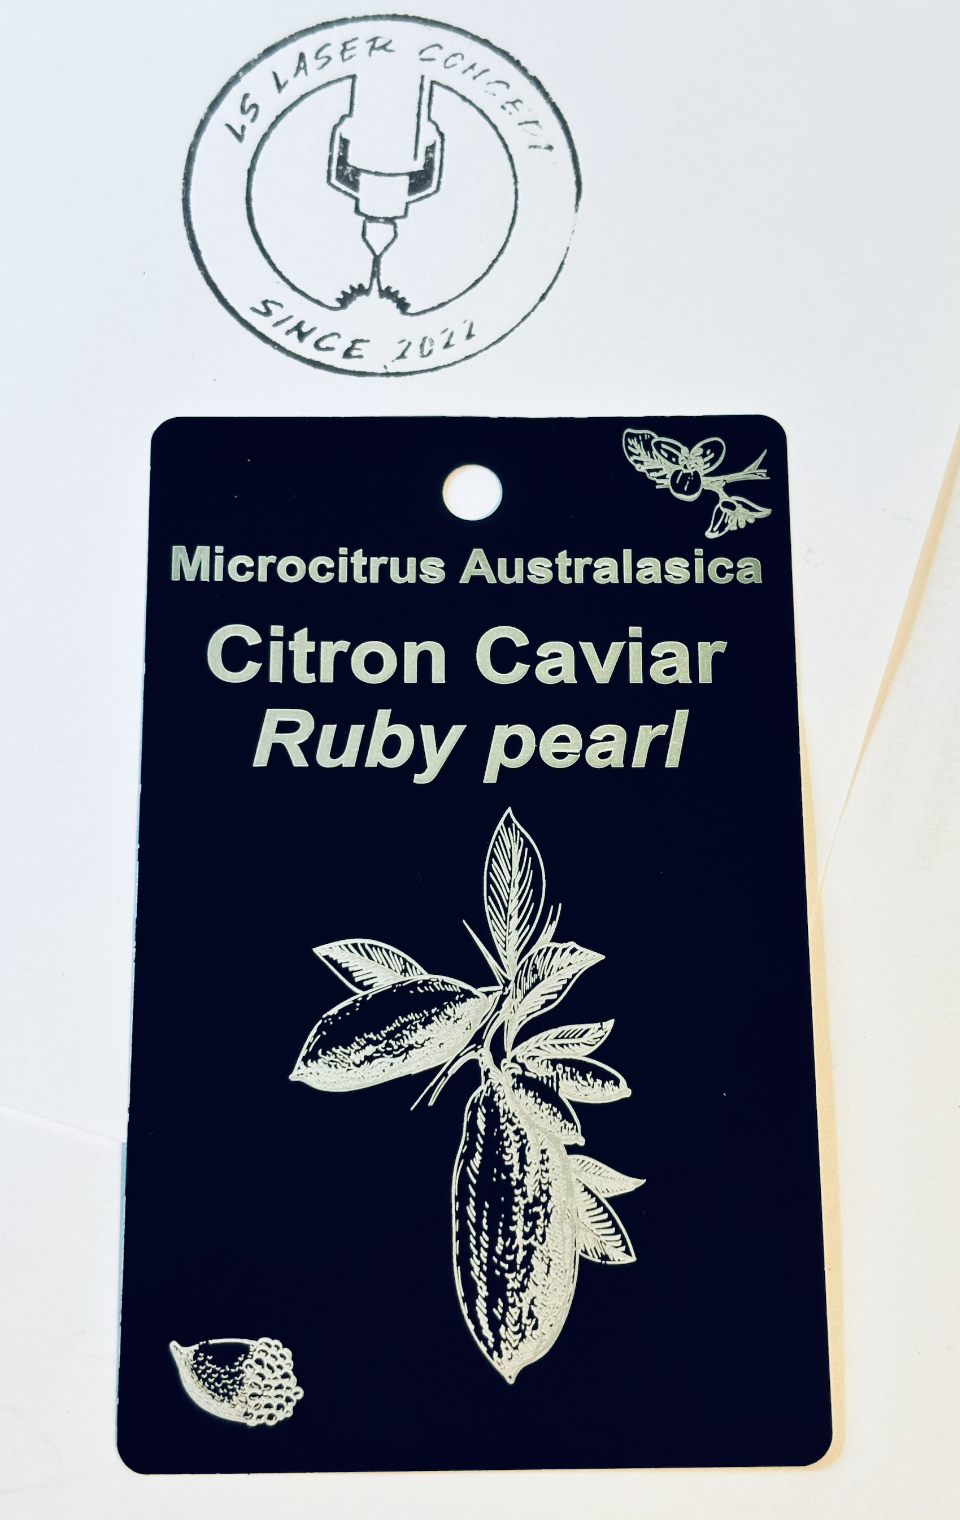 LS LASER CONCEPT
SINCE 2022
Microcitrus Australasica
Citron Caviar
Ruby pearl